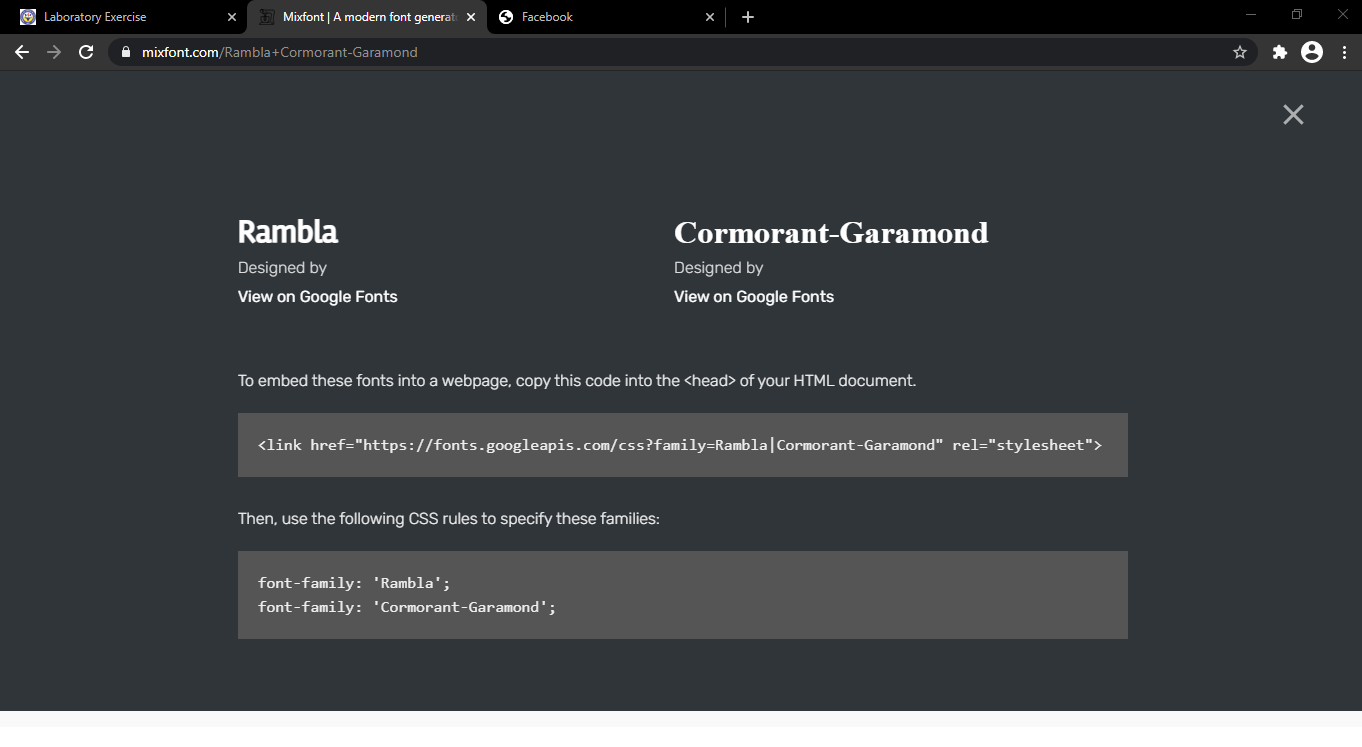 Laboratory Exercise
Mixfont | A modern font generat
Facebook
mixfont.com/Rambla+Cormorant-Garamond
Rambla
Designed by
View on Google Fonts
Cormorant-Garamond
Designed by
View on Google Fonts
To embed these fonts into a webpage, copy this code into the <head> of your HTML document.
<link href="https://fonts.googleapis.com/css?family=Rambla|Cormorant-Garamond" rel="stylesheet">
Then, use the following CSS rules to specify these families:
font-family: 'Rambla';
font-family: 'Cormorant-Garamond';